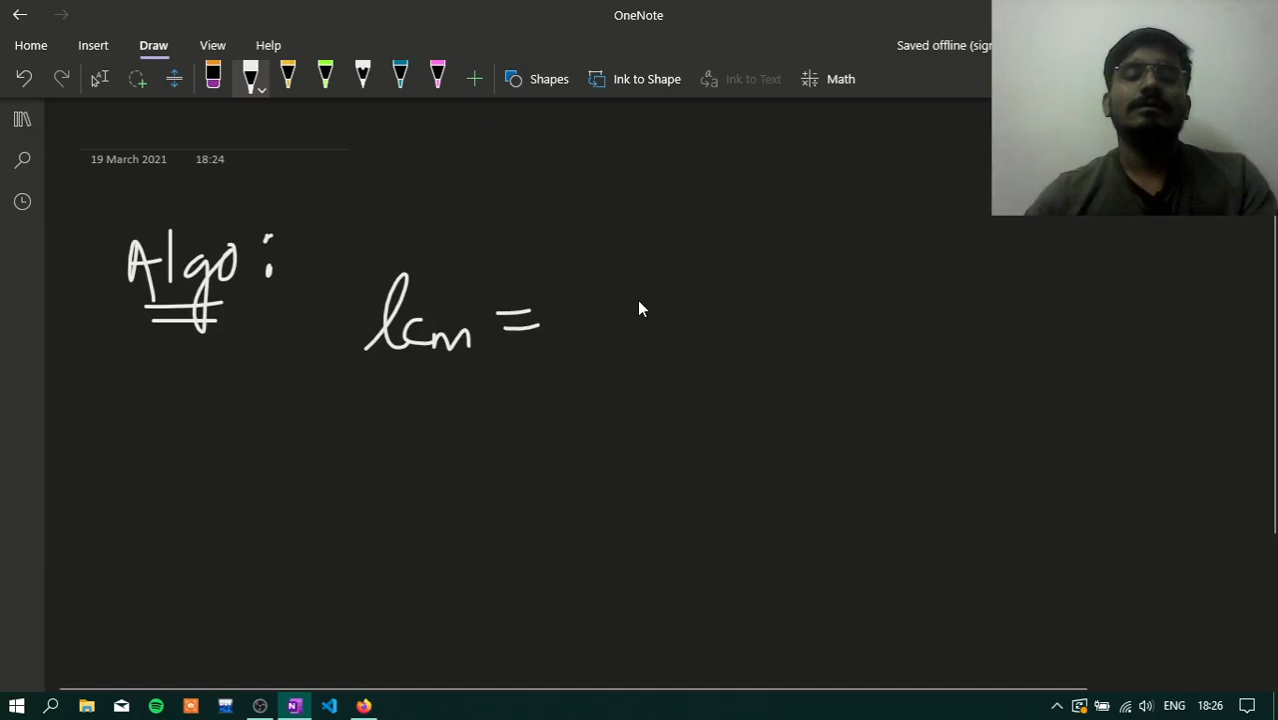 OneNote
Home Insert Draw View Help Saved offline (sig
Shapes Ink to Shape Ink to Text Math
19 March 2021 18:24
Algo :
lcm =
ENG 18:26